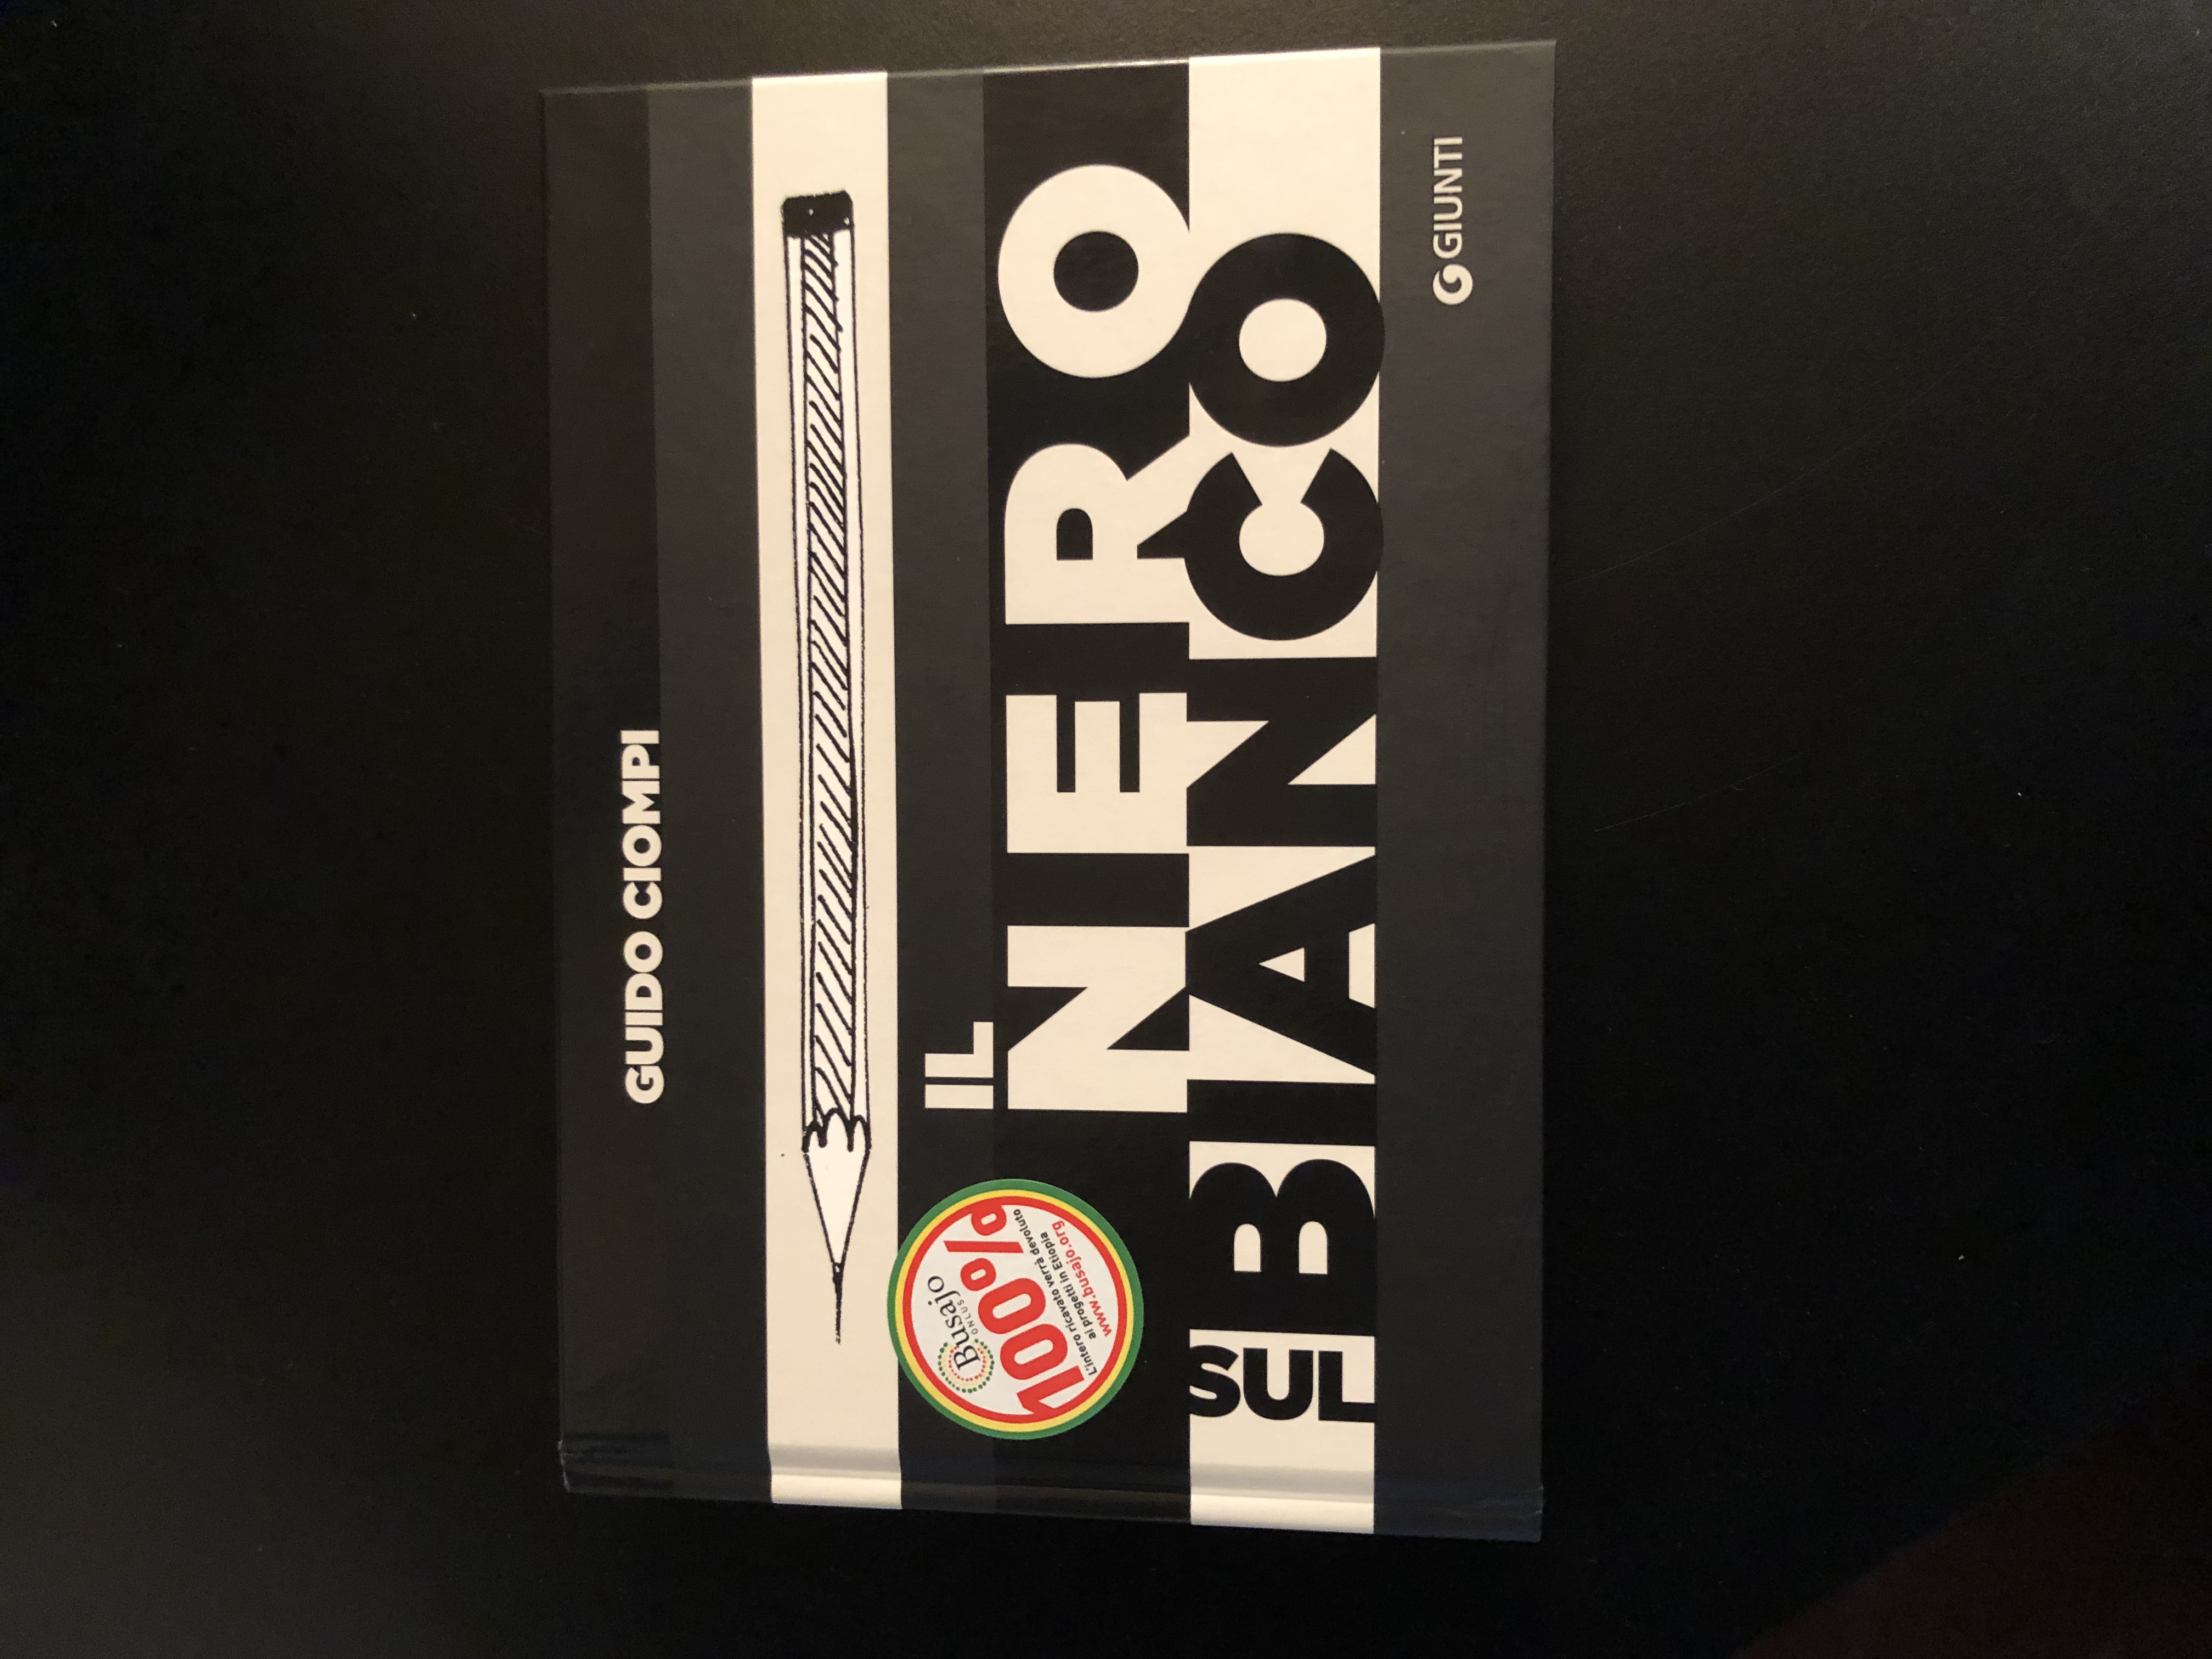 GUIDO CIOMPI
IL
NERO
SUL BIANCO
Busajo
ONLUS
100%
L'intero ricavato verrà devoluto
ai progetti in Etiopia
www.busajo.org
GIUNTI